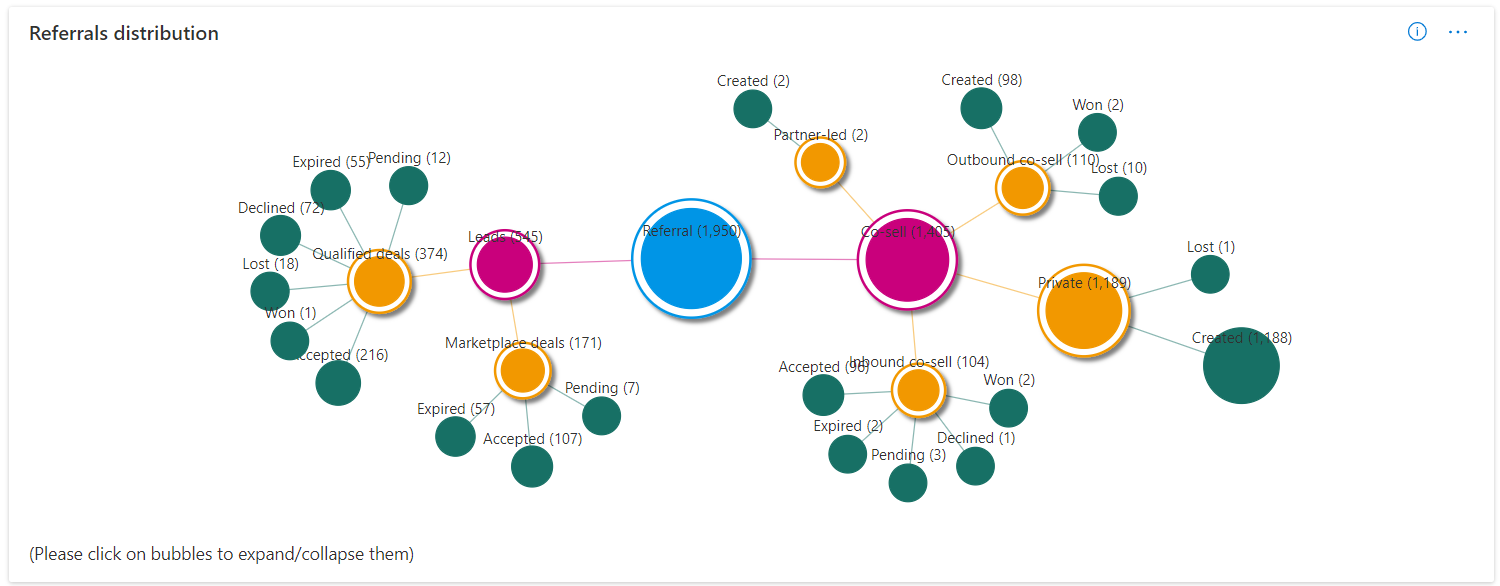 Referrals distribution
Created (2)
Created (98)
Won (2)
Partner-led (2)
Outbound co-sell (110)
Lost (10)
Expired (55)
Pending (12)
Declined (72)
Qualified deals (374)
Leads (545)
Referral (1,950)
Co-sell (1,405)
Lost (1)
Lost (18)
Private (1,189)
Won (1)
Accepted (216)
Marketplace deals (171)
Created (1,188)
Accepted (96)
Inbound co-sell (104)
Won (2)
Pending (7)
Expired (57)
Accepted (107)
Expired (2)
Declined (1)
Pending (3)
(Please click on bubbles to expand/collapse them)